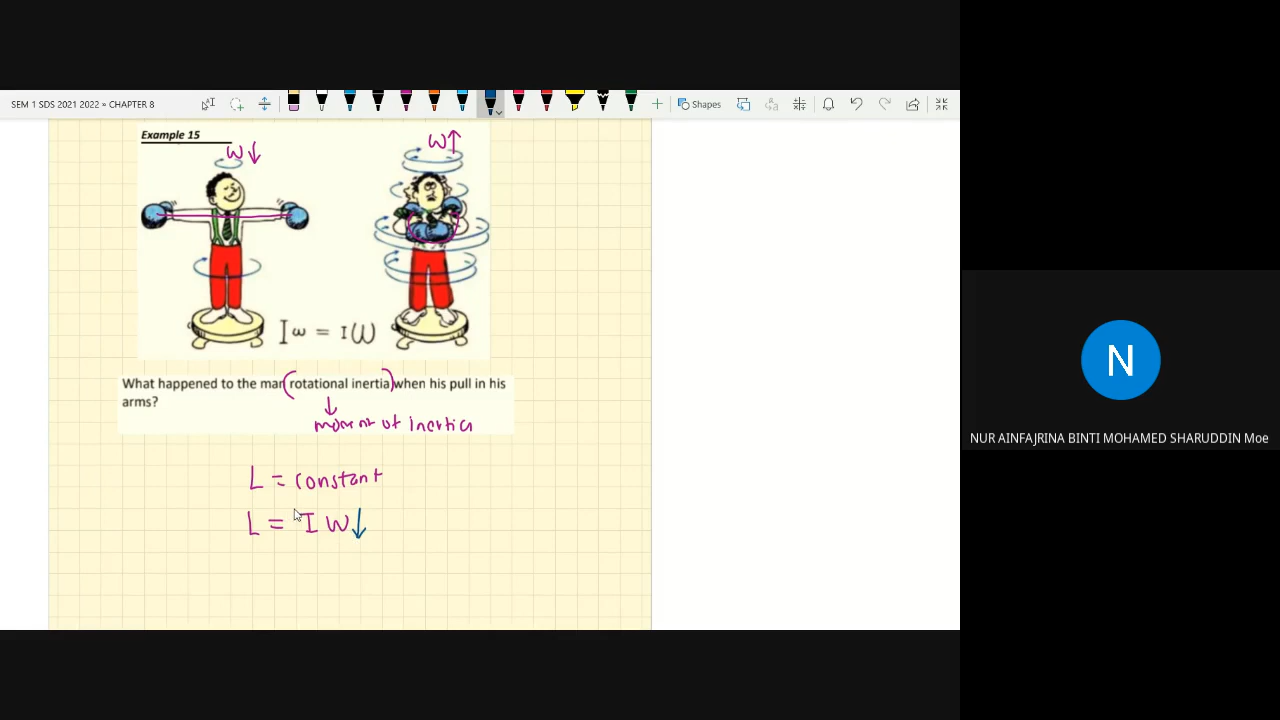 SEM 1 SDS 2021 2022 » CHAPTER 8
Shapes
Example 15
ω↓
ω↑
Iω = Iω
What happened to the man rotational inertia when his pull in his
arms?
↓
moment of inertia
L = constant
L = I ω↓
N
NUR AINFAJRINA BINTI MOHAMED SHARUDDIN Moe